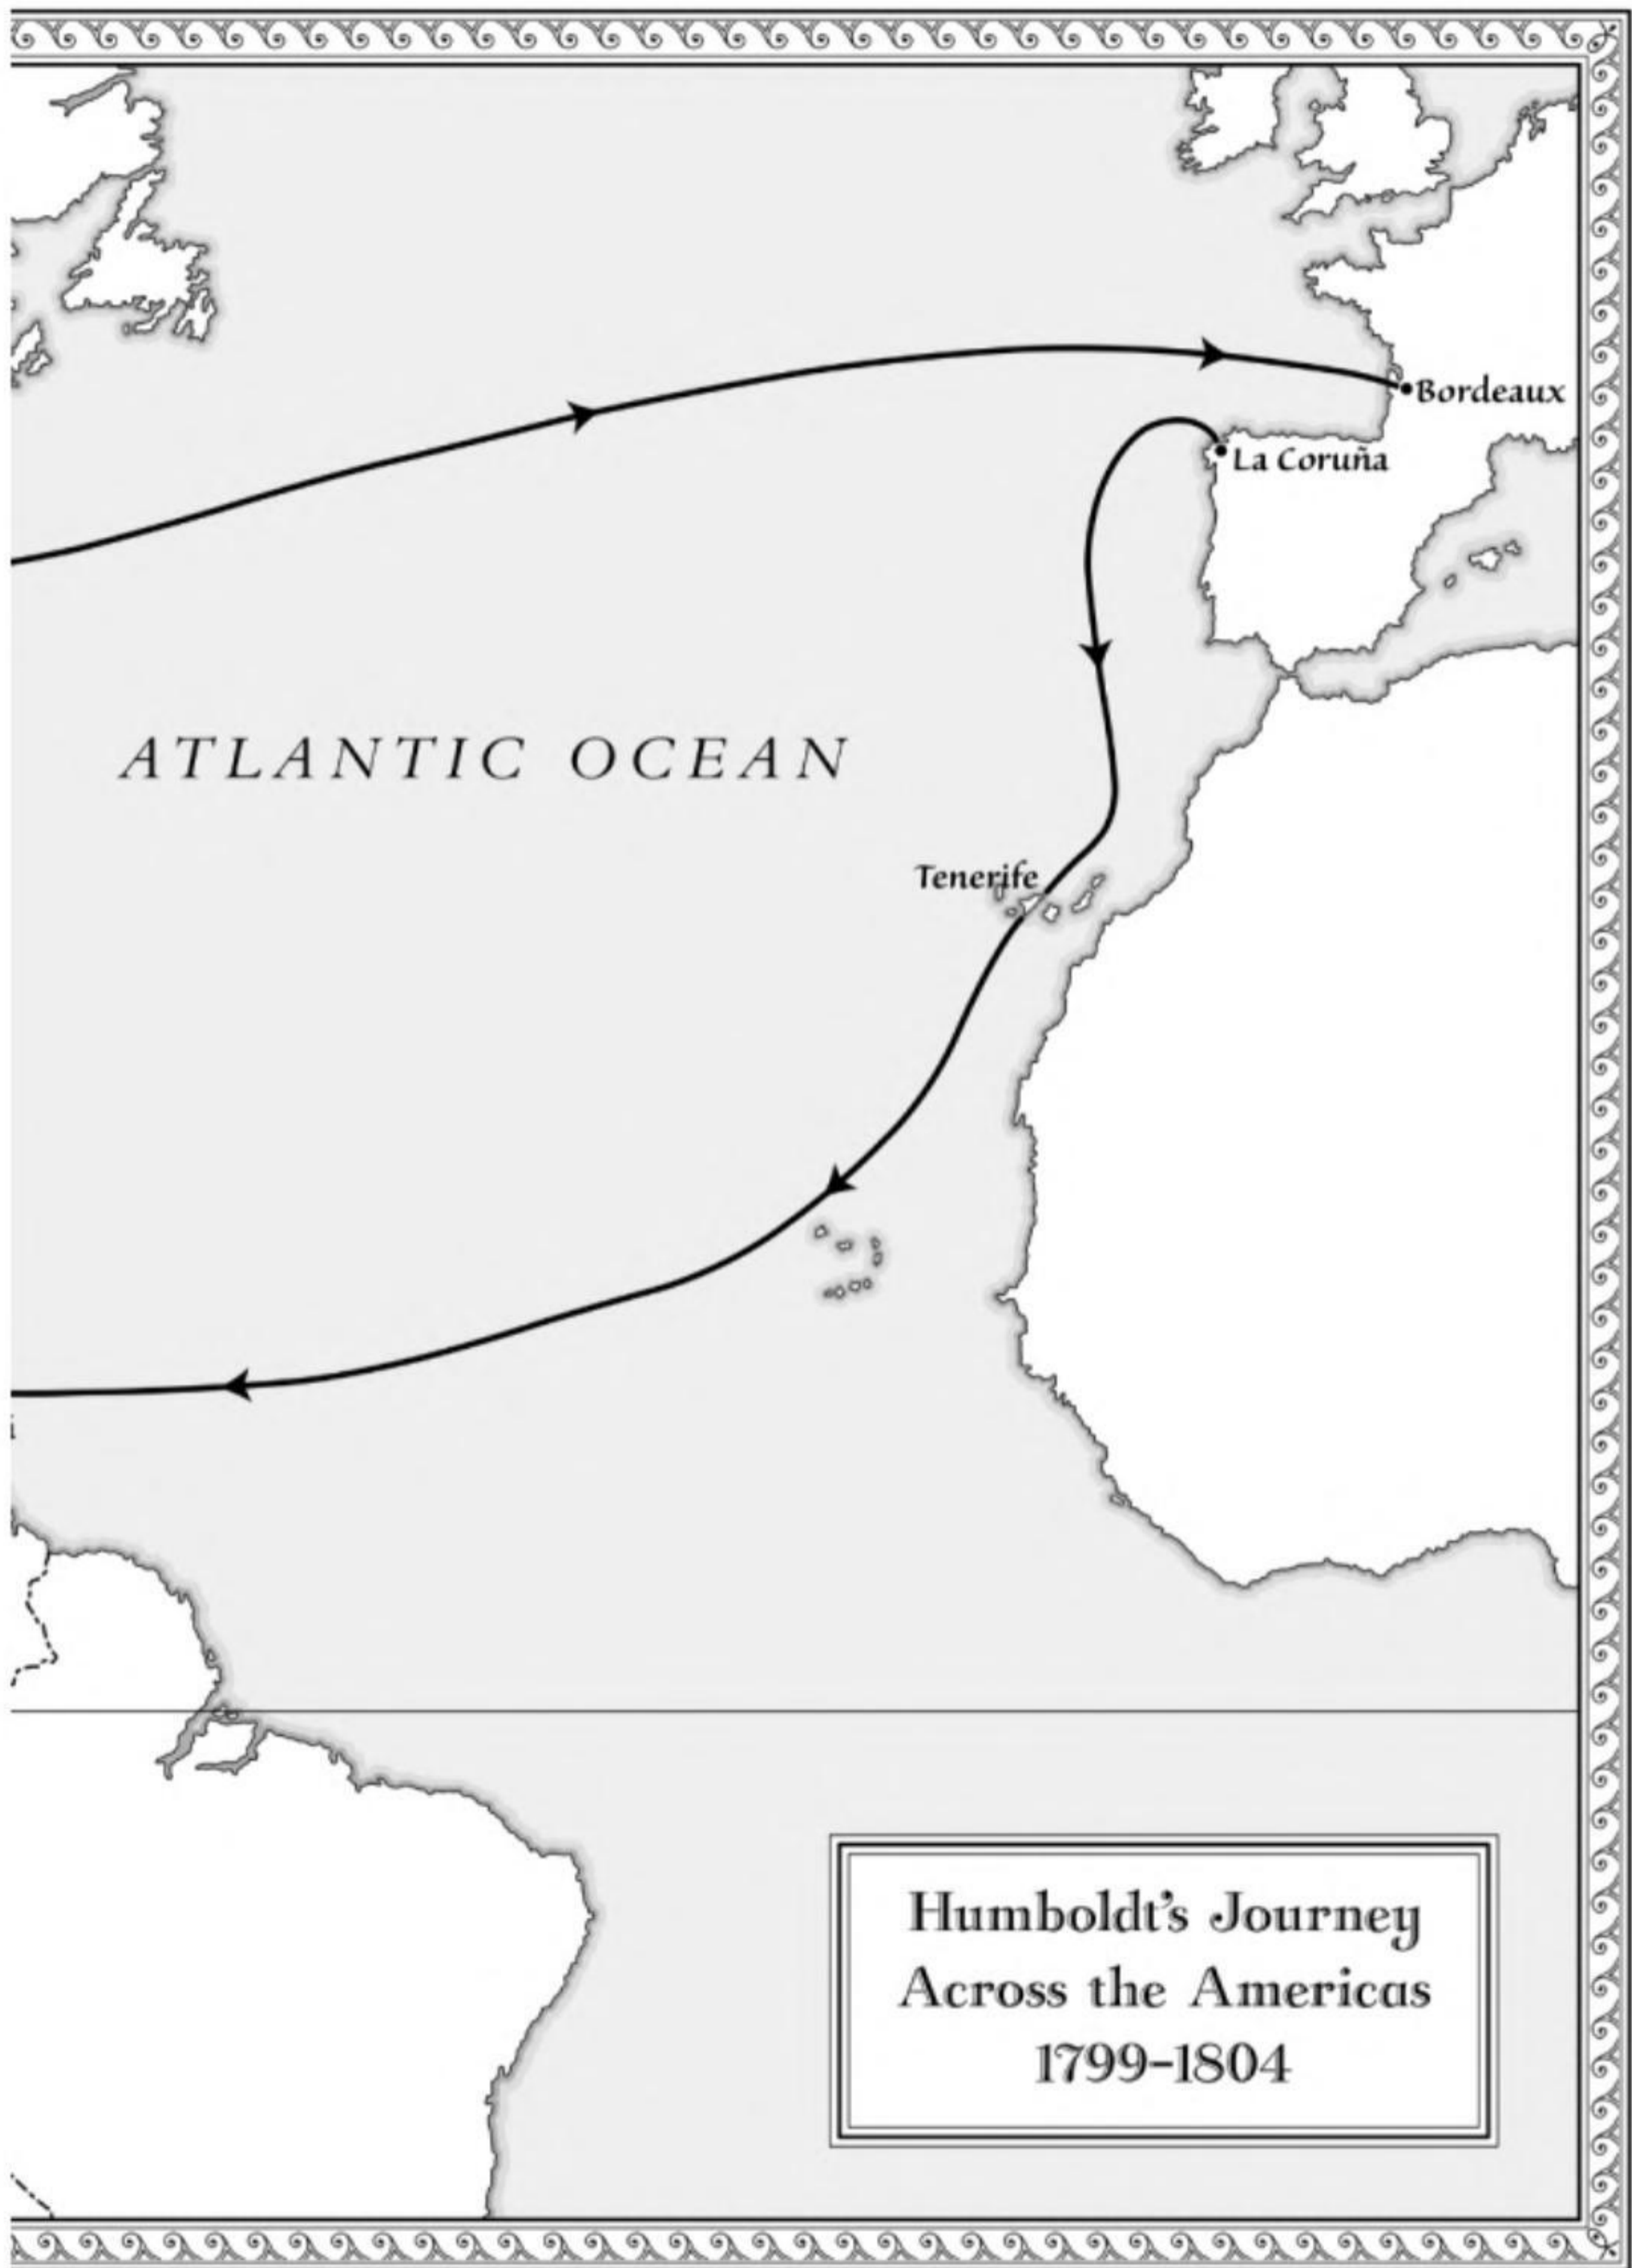 Bordeaux
La Coruña
ATLANTIC OCEAN
Tenerife
Humboldt's Journey
Across the Americas
1799–1804